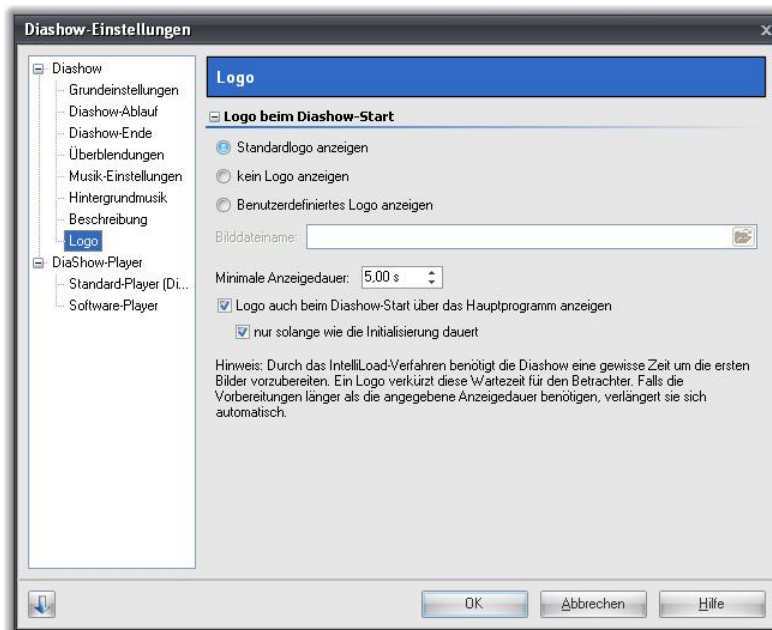 Diashow-Einstellungen
x
Diashow
Grundeinstellungen
Diashow-Ablauf
Diashow-Ende
Überblendungen
Musik-Einstellungen
Hintergrundmusik
Beschreibung
Logo
DiaShow-Player
Standard-Player (Di...
Software-Player
Logo
Logo beim Diashow-Start
Standardlogo anzeigen
kein Logo anzeigen
Benutzerdefiniertes Logo anzeigen
Bilddateiname:
Minimale Anzeigedauer: 5,00 s
Logo auch beim Diashow-Start über das Hauptprogramm anzeigen
nur solange wie die Initialisierung dauert
Hinweis: Durch das IntelliLoad-Verfahren benötigt die Diashow eine gewisse Zeit um die ersten
Bilder vorzubereiten. Ein Logo verkürzt diese Wartezeit für den Betrachter. Falls die
Vorbereitungen länger als die angegebene Anzeigedauer benötigen, verlängert sie sich
automatisch.
OK
Abbrechen
Hilfe